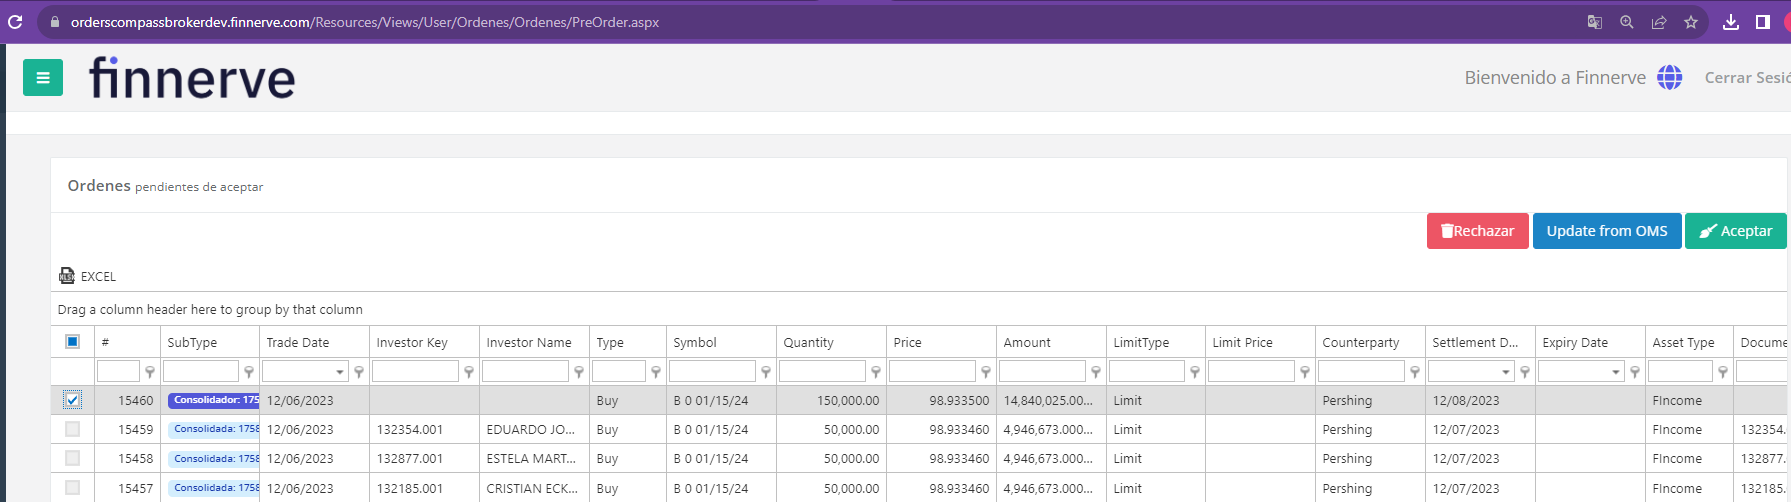 orderscompassbrokerdev.finnerve.com/Resources/Views/User/Ordenes/Ordenes/PreOrder.aspx
finnerve
Bienvenido a Finnerve Cerrar Sesió
Ordenes pendientes de aceptar
Rechazar Update from OMS Aceptar
XLSX EXCEL
Drag a column header here to group by that column
# SubType Trade Date Investor Key Investor Name Type Symbol Quantity Price Amount LimitType Limit Price Counterparty Settlement D... Expiry Date Asset Type Docume
15460 Consolidador: 175 12/06/2023 Buy B 0 01/15/24 150,000.00 98.933500 14,840,025.00... Limit Pershing 12/08/2023 FIncome
15459 Consolidada: 1758 12/06/2023 132354.001 EDUARDO JO... Buy B 0 01/15/24 50,000.00 98.933460 4,946,673.000... Limit Pershing 12/07/2023 FIncome 132354.
15458 Consolidada: 1758 12/06/2023 132877.001 ESTELA MART... Buy B 0 01/15/24 50,000.00 98.933460 4,946,673.000... Limit Pershing 12/07/2023 FIncome 132877.
15457 Consolidada: 1758 12/06/2023 132185.001 CRISTIAN ECK... Buy B 0 01/15/24 50,000.00 98.933460 4,946,673.000... Limit Pershing 12/07/2023 FIncome 132185.